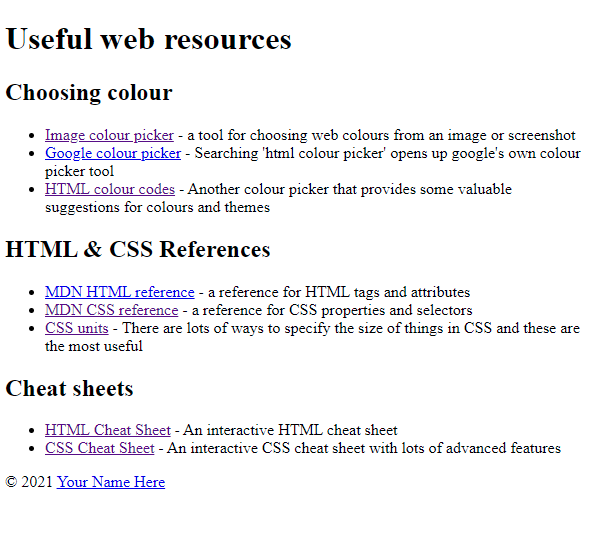 Useful web resources
Choosing colour
Image colour picker - a tool for choosing web colours from an image or screenshot
Google colour picker - Searching 'html colour picker' opens up google's own colour
picker tool
HTML colour codes - Another colour picker that provides some valuable
suggestions for colours and themes
HTML & CSS References
MDN HTML reference - a reference for HTML tags and attributes
MDN CSS reference - a reference for CSS properties and selectors
CSS units - There are lots of ways to specify the size of things in CSS and these are
the most useful
Cheat sheets
HTML Cheat Sheet - An interactive HTML cheat sheet
CSS Cheat Sheet - An interactive CSS cheat sheet with lots of advanced features
© 2021 Your Name Here